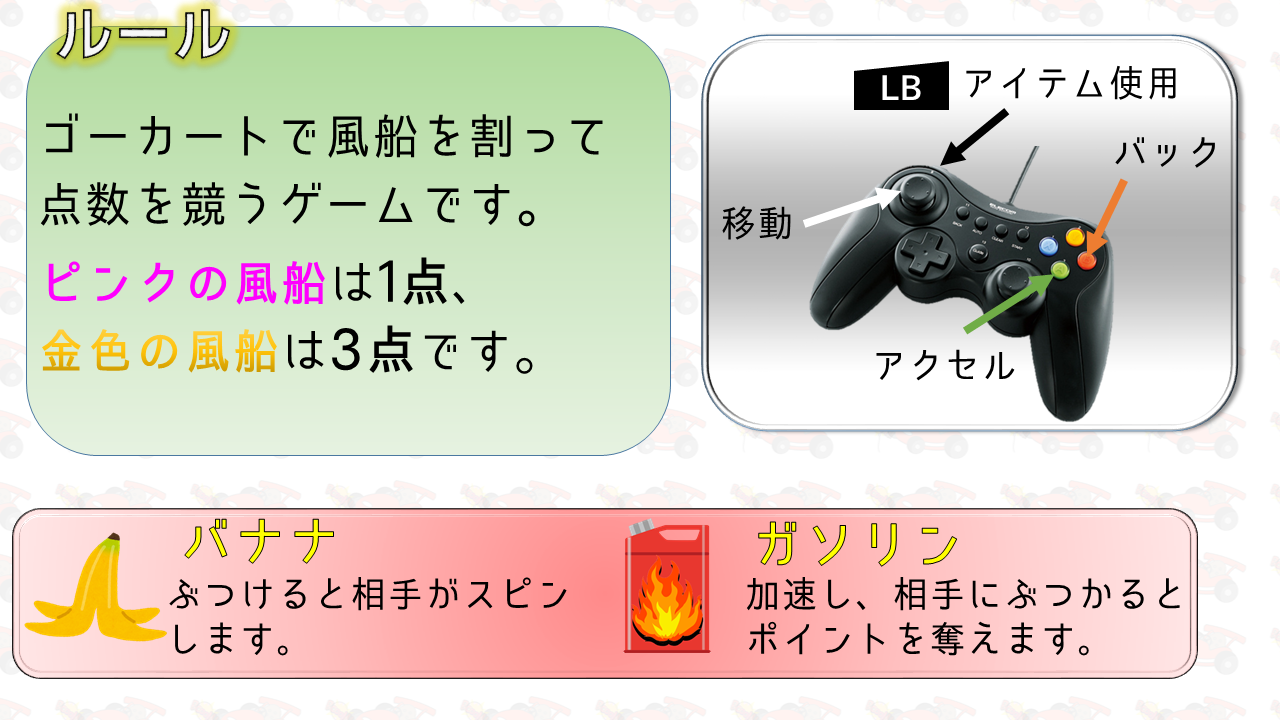 ルール
ゴーカートで風船を割って
点数を競うゲームです。
ピンクの風船は1点、
金色の風船は3点です。
LB アイテム使用
バック
移動
アクセル
バナナ
ぶつけると相手がスピン
します。
ガソリン
加速し、相手にぶつかると
ポイントを奪えます。